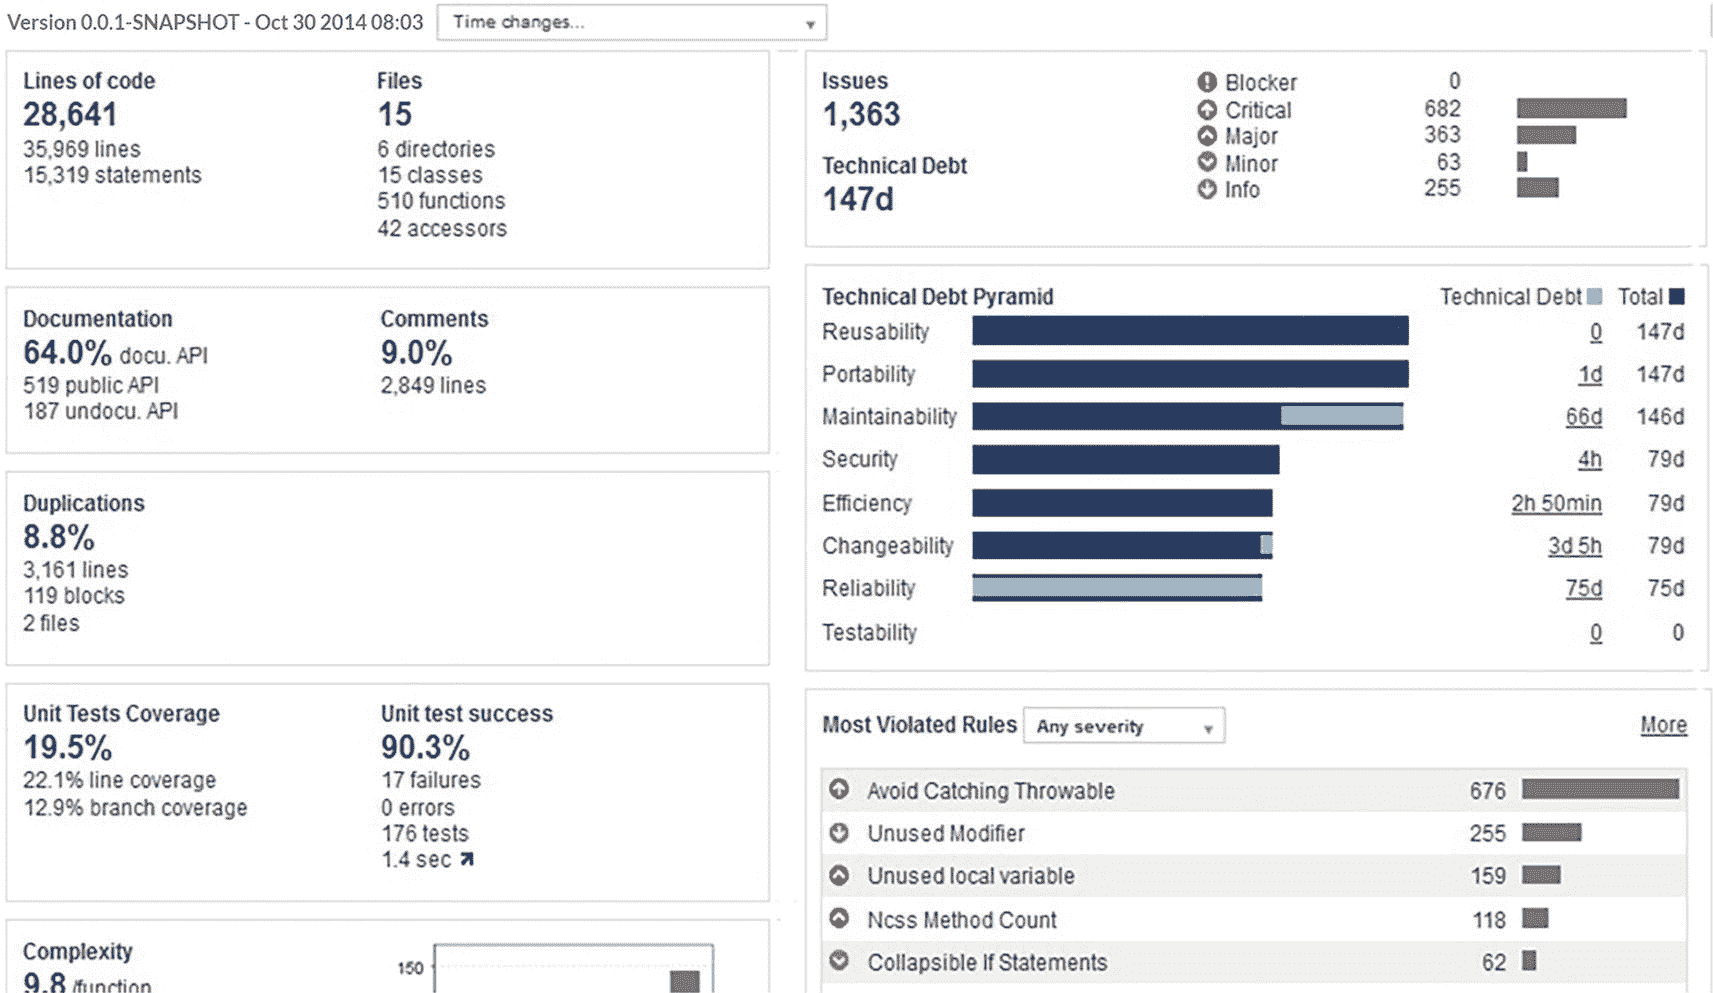 Version 0.0.1-SNAPSHOT - Oct 30 2014 08:03 Time changes...
Lines of code
28,641
35,969 lines
15,319 statements
Files
15
6 directories
15 classes
510 functions
42 accessors
Documentation
64.0% docu. API
519 public API
187 undocu. API
Comments
9.0%
2,849 lines
Duplications
8.8%
3,161 lines
119 blocks
2 files
Unit Tests Coverage
19.5%
22.1% line coverage
12.9% branch coverage
Unit test success
90.3%
17 failures
0 errors
176 tests
1.4 sec
Complexity
9.8 /function
150
Issues
1,363
Technical Debt
147d
Blocker 0
Critical 682
Major 363
Minor 63
Info 255
Technical Debt Pyramid Technical Debt Total
Reusability 0 147d
Portability 1d 147d
Maintainability 66d 146d
Security 4h 79d
Efficiency 2h 50min 79d
Changeability 3d 5h 79d
Reliability 75d 75d
Testability 0 0
Most Violated Rules Any severity More
Avoid Catching Throwable 676
Unused Modifier 255
Unused local variable 159
Ncss Method Count 118
Collapsible If Statements 62